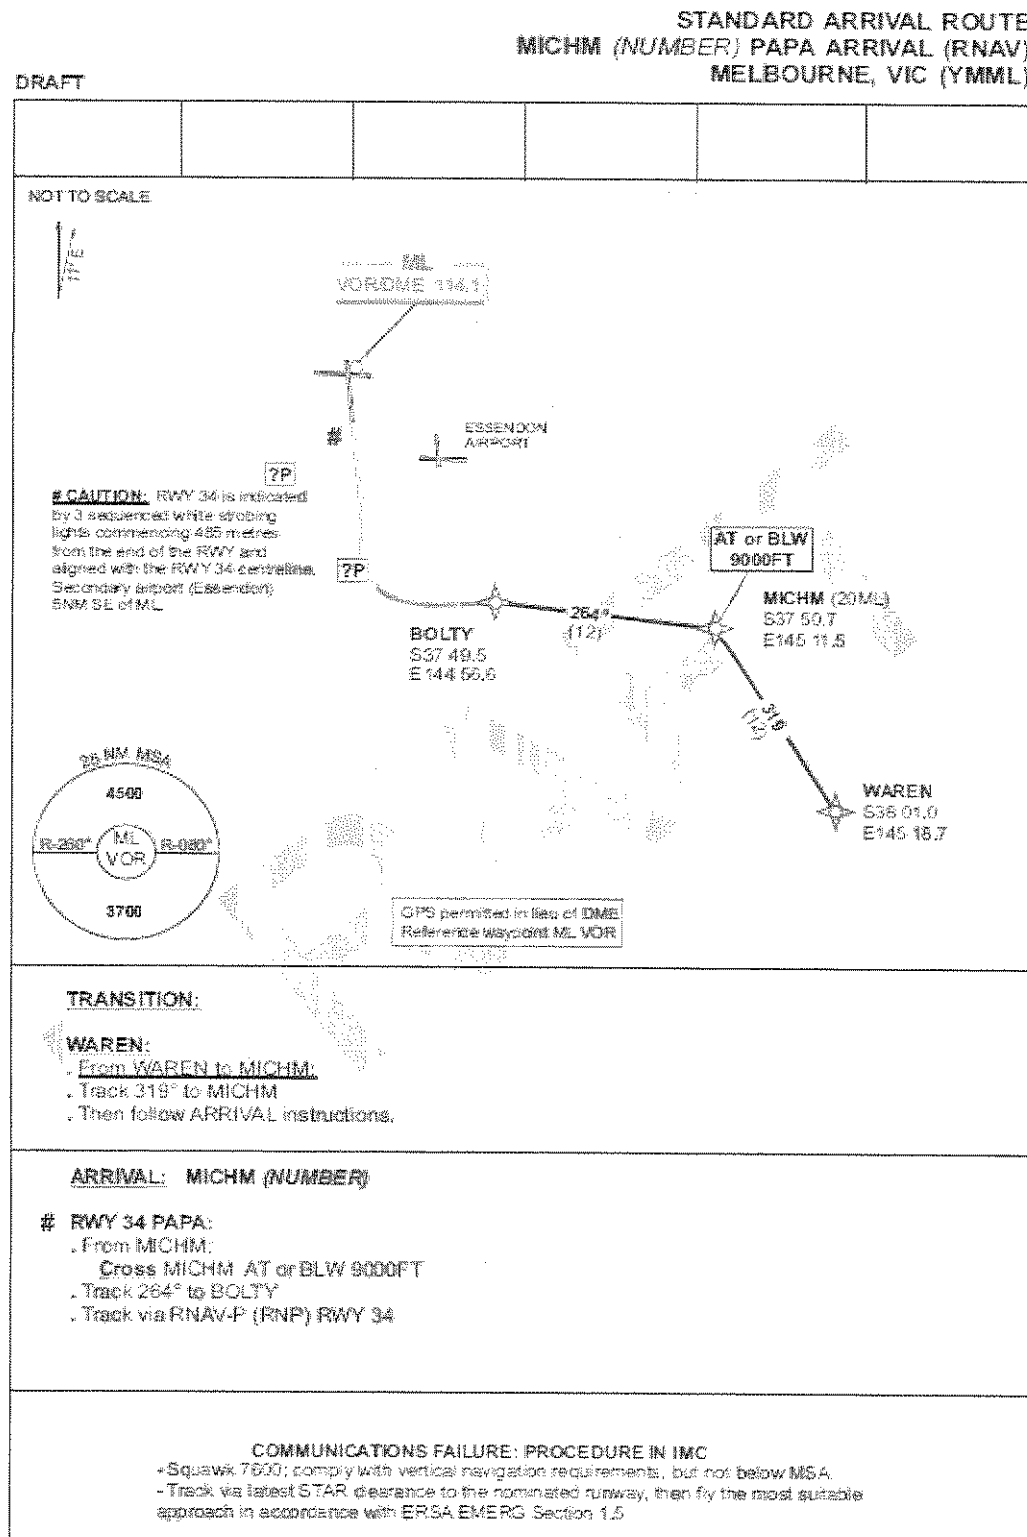 STANDARD ARRIVAL ROUTE
MICHM (NUMBER) PAPA ARRIVAL (RNAV)
MELBOURNE, VIC (YMML)
DRAFT
NOT TO SCALE
11°E
ML
VOR/DME 114.1
#
ESSENDON
AIRPORT
?P
# CAUTION: RWY 34 is indicated
by 3 sequenced white strobing
lights commencing 485 metres
from the end of the RWY and
aligned with the RWY 34 centreline.
Secondary airport (Essendon)
5NM SE of ML.
?P
AT or BLW
9000FT
MICHM (20ML)
S37 50.7
E145 11.5
264°
(12)
BOLTY
S37 49.5
E144 56.6
319
(12)
WAREN
S38 01.0
E145 18.7
25 NM MSA
4500
R-260°
ML
VOR
R-080°
3700
GPS permitted in lieu of DME
Reference waypoint ML VOR
TRANSITION:
WAREN:
. From WAREN to MICHM:
. Track 319° to MICHM
. Then follow ARRIVAL instructions.
ARRIVAL: MICHM (NUMBER)
# RWY 34 PAPA:
. From MICHM:
Cross MICHM AT or BLW 9000FT
. Track 264° to BOLTY
. Track via RNAV-P (RNP) RWY 34
COMMUNICATIONS FAILURE: PROCEDURE IN IMC
-Squawk 7600; comply with vertical navigation requirements, but not below MSA.
-Track via latest STAR clearance to the nominated runway, then fly the most suitable
approach in accordance with ERSA EMERG Section 1.5